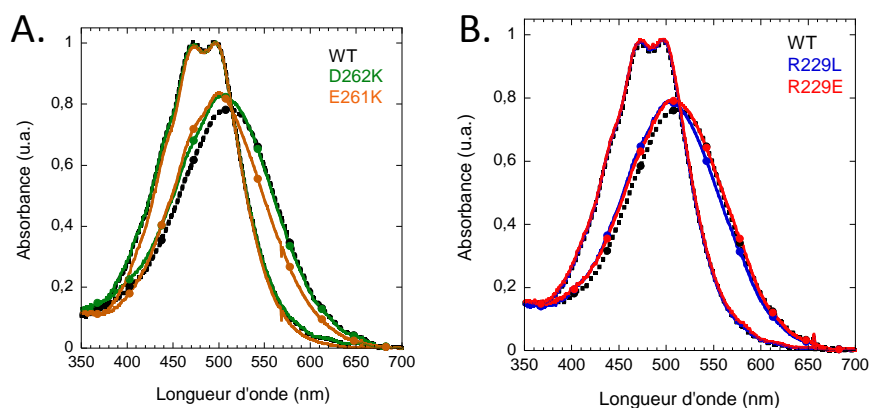 A.
WT
D262K
E261K
Absorbance (u.a.)
1
0,8
0,6
0,4
0,2
0
350 400 450 500 550 600 650 700
Longueur d'onde (nm)
B.
WT
R229L
R229E
Absorbance (u.a.)
1
0,8
0,6
0,4
0,2
0
350 400 450 500 550 600 650 700
Longueur d'onde (nm)